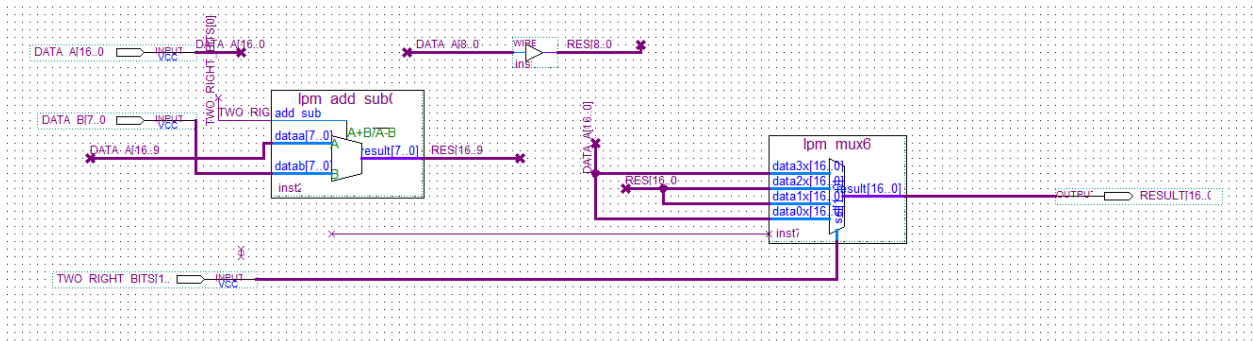 TWO_RIGHT_BITS[0]
DATA_A[16..0
INPUT
VCC
DATA_A[16..0
DATA_A[8..0
WIRE
RES[8..0
inst
lpm_add_sub(
TWO_RIG
add_sub
A+B/A-B
DATA_B[7..0
INPUT
VCC
dataa[7..0]
A
DATA_A[16..9
result[7..0]
RES[16..9
datab[7..0]
B
inst2
DATA_A[16..0]
lpm_mux6
data3x[16..0]
data2x[16..0]
RES[16..0
data1x[16..0]
result[16..0]
data0x[16..0]
sel
inst7
OUTPUT
RESULT[16..(
TWO_RIGHT_BITS[1..
INPUT
VCC